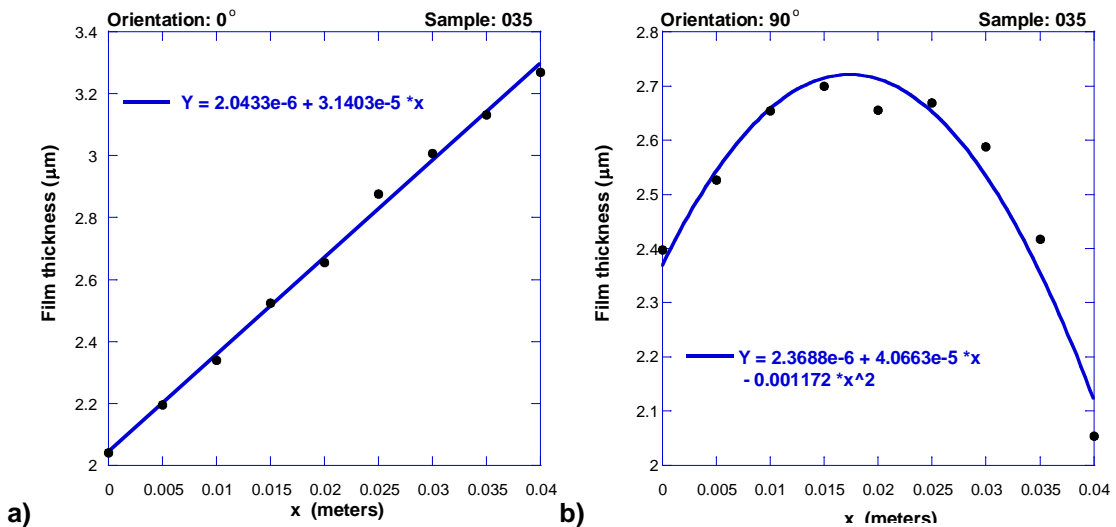 Orientation: 0° Sample: 035
3.4
3.2
3
2.8
2.6
2.4
2.2
2
Film thickness (μm)
Y = 2.0433e-6 + 3.1403e-5 *x
0 0.005 0.01 0.015 0.02 0.025 0.03 0.035 0.04
x (meters)
a)
Orientation: 90° Sample: 035
2.8
2.7
2.6
2.5
2.4
2.3
2.2
2.1
2
Film thickness (μm)
Y = 2.3688e-6 + 4.0663e-5 *x
- 0.001172 *x^2
0 0.005 0.01 0.015 0.02 0.025 0.03 0.035 0.04
x (meters)
b)